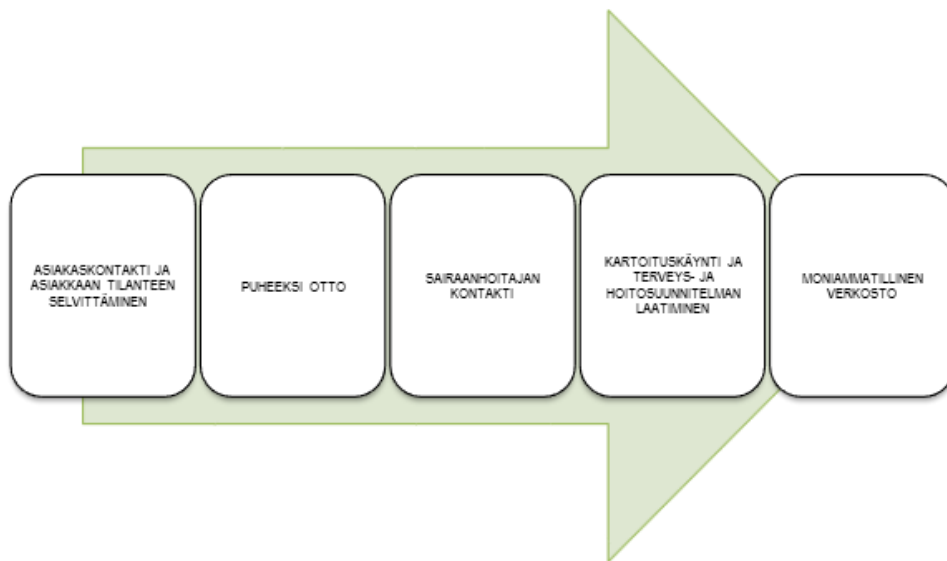 ASIAKASKONTAKTI JA
ASIAKKAAN TILANTEEN
SELVITTÄMINEN
PUHEEKSI OTTO
SAIRAANHOITAJAN
KONTAKTI
KARTOITUSKÄYNTI JA
TERVEYS- JA
HOITOSUUNNITELMAN
LAATIMINEN
MONIAMMATILLINEN
VERKOSTO